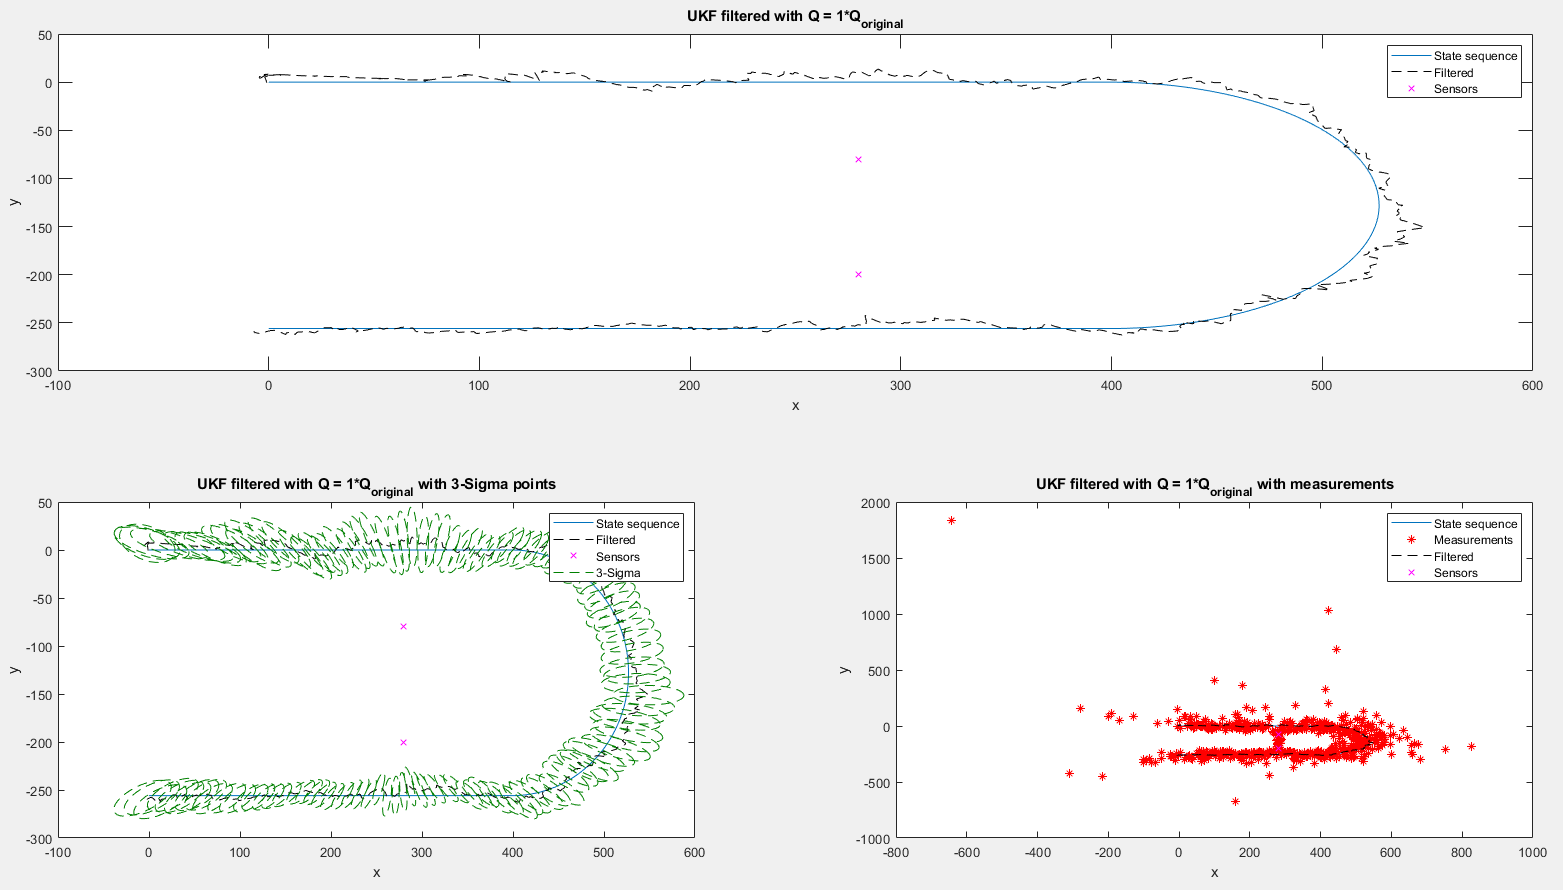 UKF filtered with Q = 1*Q_original
50
0
-50
-100
-150
-200
-250
-300
y
-100
0
100
200
300
400
500
600
x
State sequence
Filtered
Sensors
UKF filtered with Q = 1*Q_original with 3-Sigma points
50
0
-50
-100
-150
-200
-250
-300
y
-100
0
100
200
300
400
500
600
x
State sequence
Filtered
Sensors
3-Sigma
UKF filtered with Q = 1*Q_original with measurements
2000
1500
1000
500
0
-500
-1000
y
-800
-600
-400
-200
0
200
400
600
800
1000
x
State sequence
Measurements
Filtered
Sensors